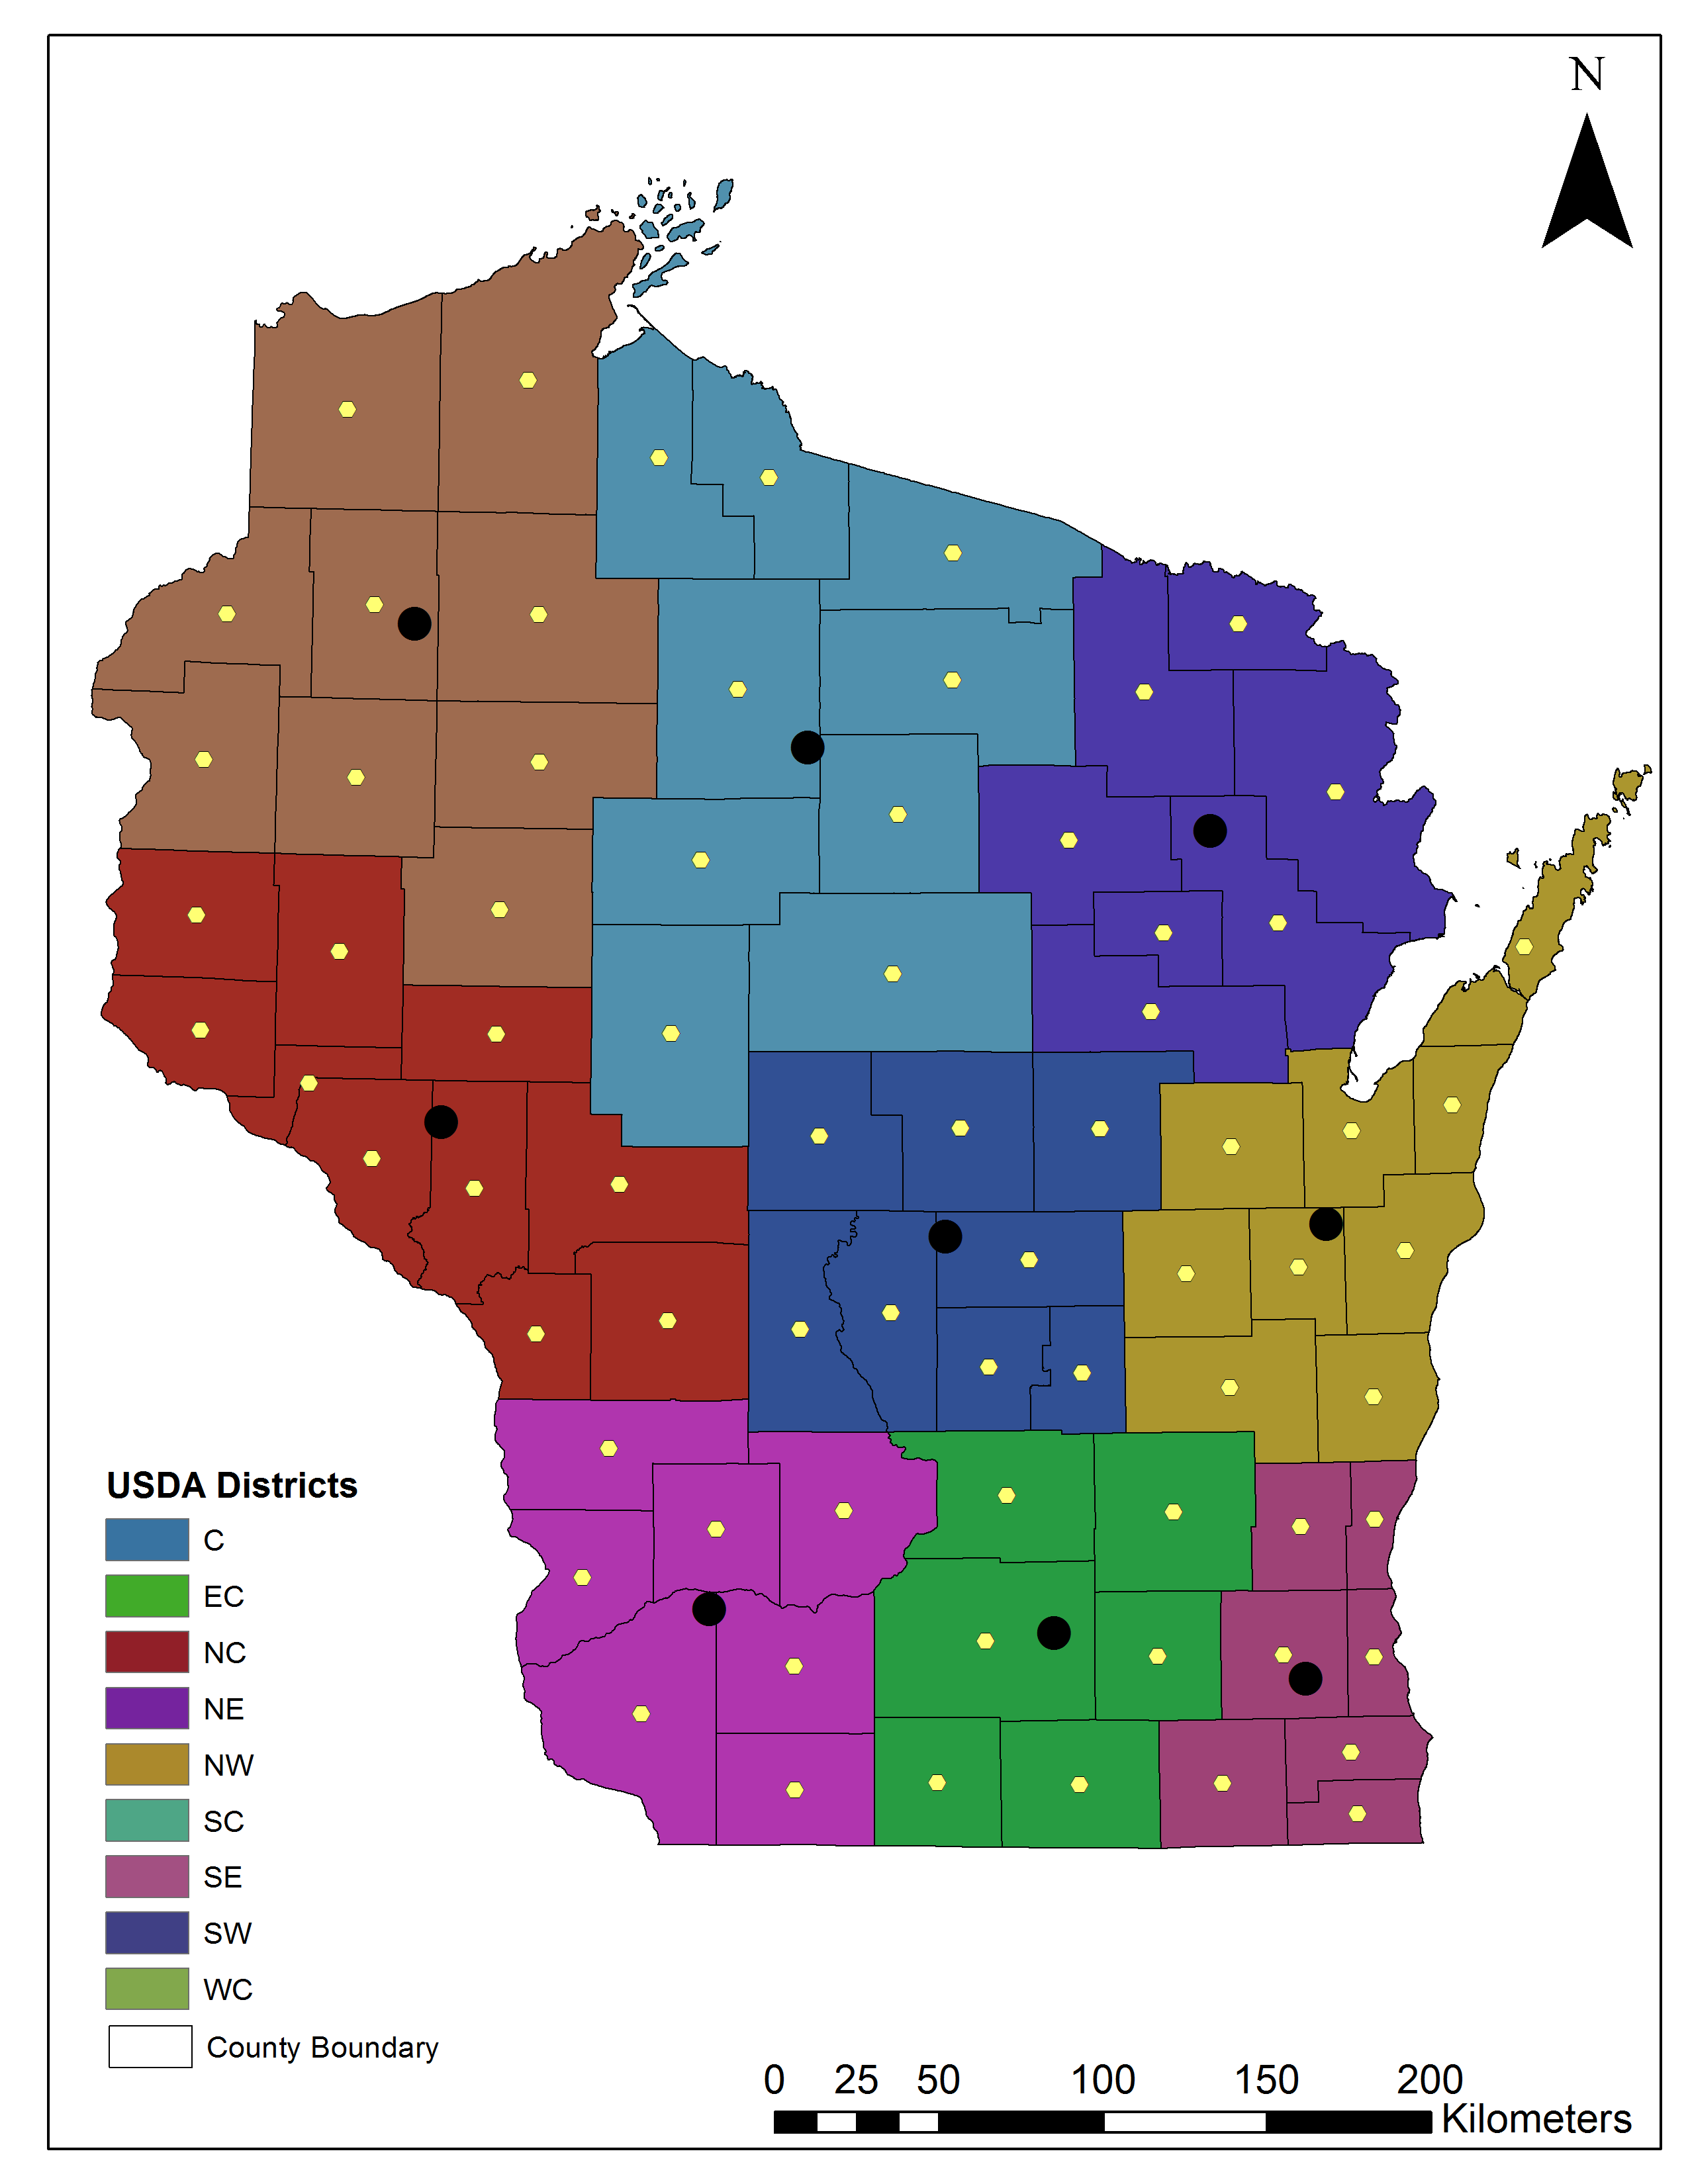 N
USDA Districts
C
EC
NC
NE
NW
SC
SE
SW
WC
County Boundary
0 25 50 100 150 200
Kilometers